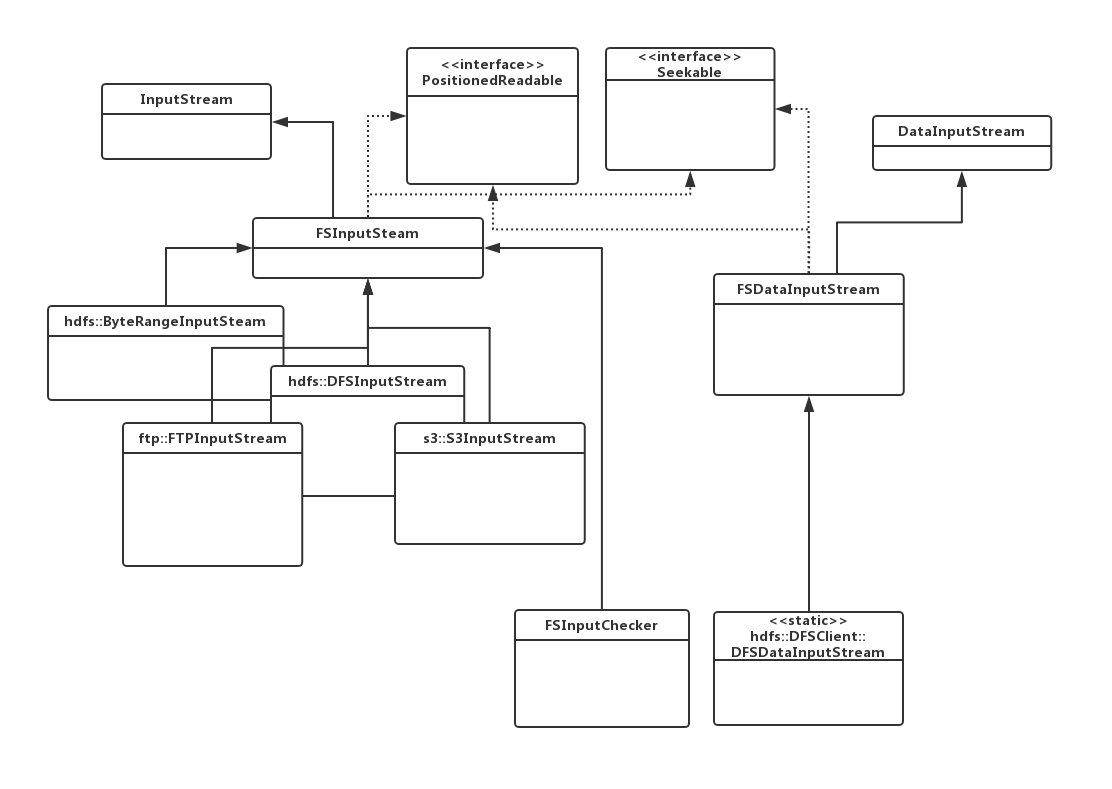 <<interface>>
PositionedReadable
<<interface>>
Seekable
InputStream
DataInputStream
FSInputSteam
FSDataInputStream
hdfs::ByteRangeInputSteam
hdfs::DFSInputStream
ftp::FTPInputStream
s3::S3InputStream
FSInputChecker
<<static>>
hdfs::DFSClient::
DFSDataInputStream